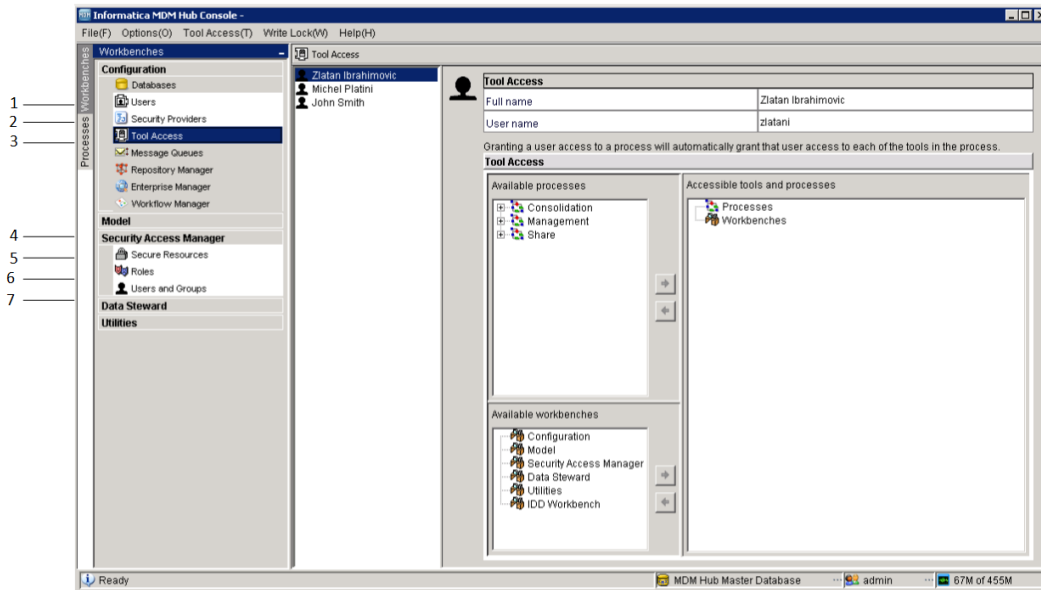 Informatica MDM Hub Console -
File(F) Options(O) Tool Access(T) Write Lock(W) Help(H)
Workbenches
Processes
Workbenches
Configuration
Databases
1
Users
2
Security Providers
3
Tool Access
Message Queues
Repository Manager
Enterprise Manager
Workflow Manager
Model
4
Security Access Manager
5
Secure Resources
6
Roles
7
Users and Groups
Data Steward
Utilities
Tool Access
Zlatan Ibrahimovic
Michel Platini
John Smith
Tool Access
Full name Zlatan Ibrahimovic
User name zlatani
Granting a user access to a process will automatically grant that user access to each of the tools in the process.
Tool Access
Available processes
Consolidation
Management
Share
Available workbenches
Configuration
Model
Security Access Manager
Data Steward
Utilities
IDD Workbench
Accessible tools and processes
Processes
Workbenches
Ready
MDM Hub Master Database
admin
67M of 455M